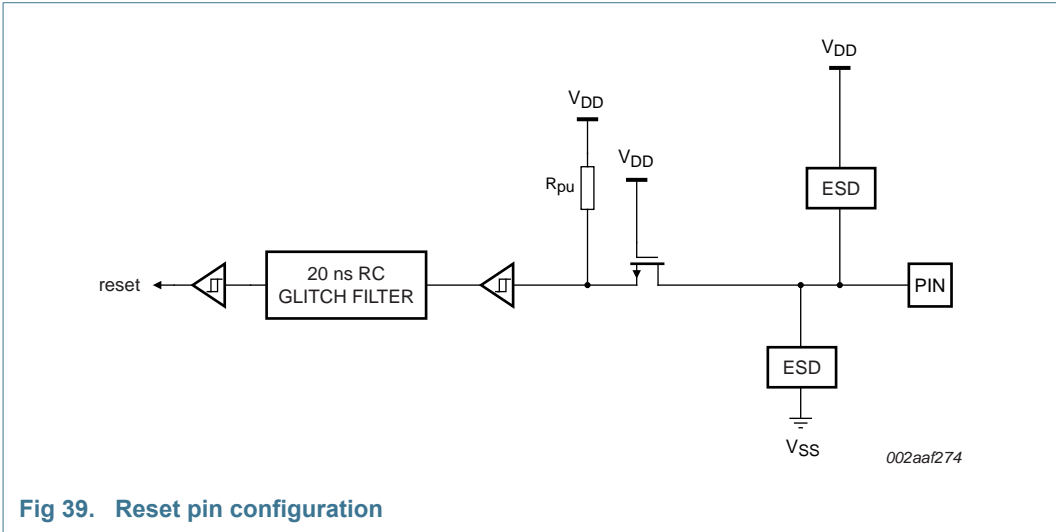 VDD
VDD
VDD
Rpu
ESD
20 ns RC
GLITCH FILTER
reset
PIN
ESD
VSS
002aaf274
Fig 39. Reset pin configuration